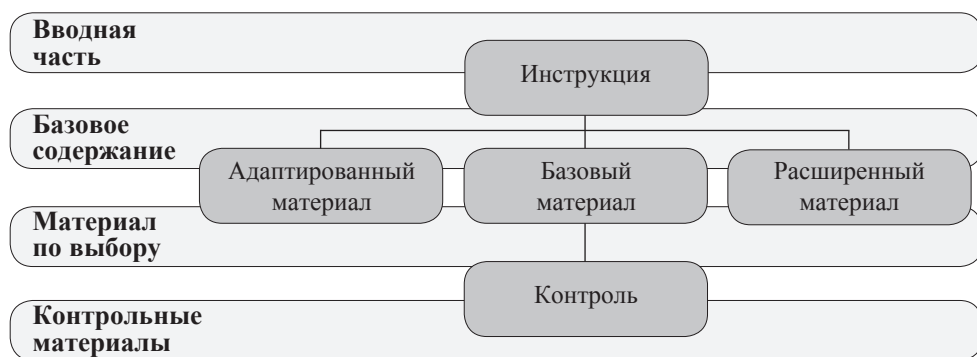 Вводная
часть
Инструкция
Базовое
содержание
Адаптированный
материал
Базовый
материал
Расширенный
материал
Материал
по выбору
Контроль
Контрольные
материалы